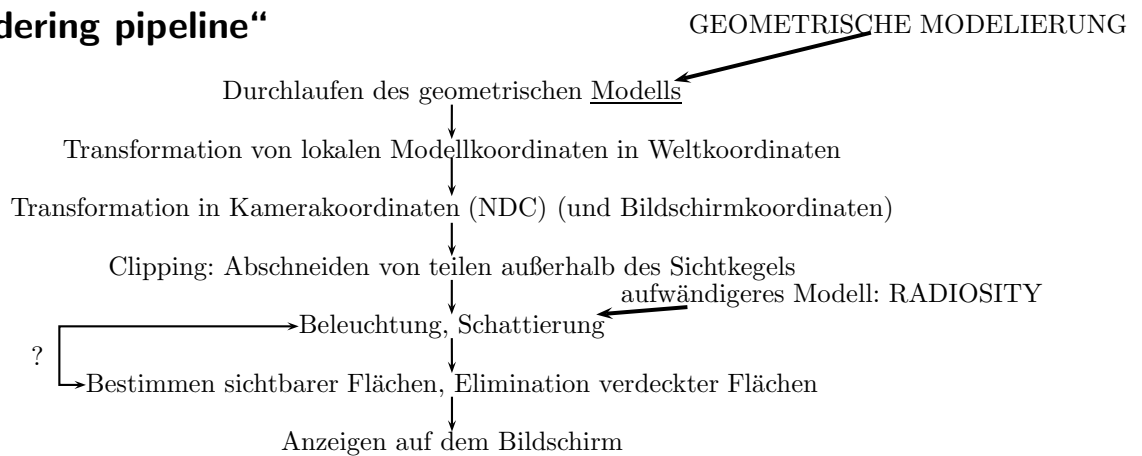 dering pipeline“
GEOMETRISCHE MODELIERUNG
Durchlaufen des geometrischen Modells
Transformation von lokalen Modellkoordinaten in Weltkoordinaten
Transformation in Kamerakoordinaten (NDC) (und Bildschirmkoordinaten)
Clipping: Abschneiden von teilen außerhalb des Sichtkegels
aufwändigeres Modell: RADIOSITY
Beleuchtung, Schattierung
?
Bestimmen sichtbarer Flächen, Elimination verdeckter Flächen
Anzeigen auf dem Bildschirm